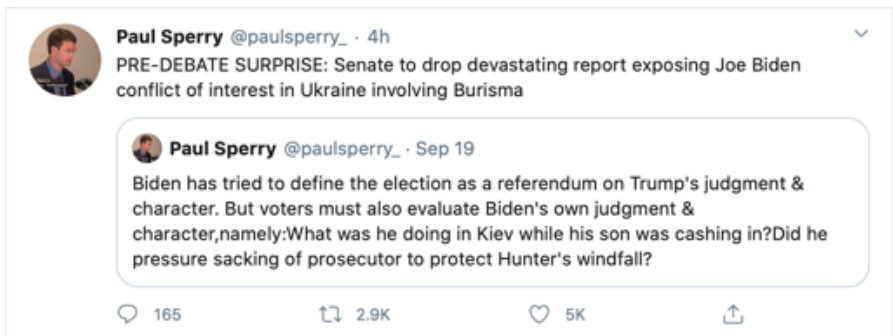 Paul Sperry @paulsperry_ · 4h
PRE-DEBATE SURPRISE: Senate to drop devastating report exposing Joe Biden
conflict of interest in Ukraine involving Burisma
Paul Sperry @paulsperry_ · Sep 19
Biden has tried to define the election as a referendum on Trump's judgment &
character. But voters must also evaluate Biden's own judgment &
character,namely:What was he doing in Kiev while his son was cashing in?Did he
pressure sacking of prosecutor to protect Hunter's windfall?
165 2.9K 5K